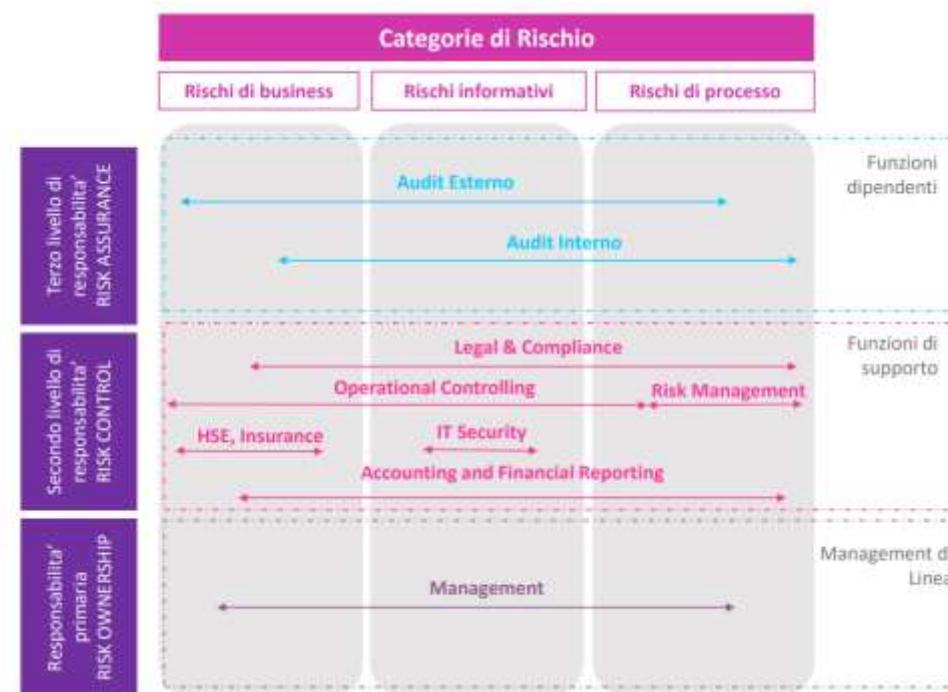 Categorie di Rischio
Rischi di business
Rischi informativi
Rischi di processo
Terzo livello di
responsabilita'
RISK ASSURANCE
Audit Esterno
Audit Interno
Funzioni
dipendenti
Secondo livello di
responsabilita'
RISK CONTROL
Legal & Compliance
Operational Controlling
Risk Management
HSE, Insurance
IT Security
Accounting and Financial Reporting
Funzioni di
supporto
Responsabilita'
primaria
RISK OWNERSHIP
Management
Management d
Linea